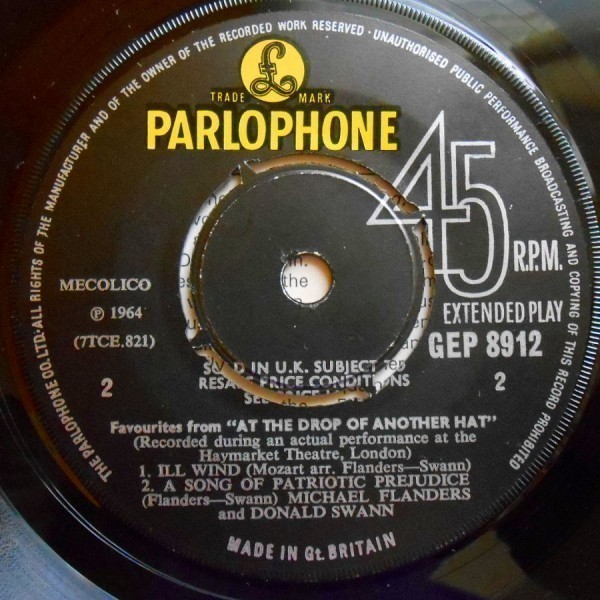 THE PARLOPHONE CO. LTD. ALL RIGHTS OF THE MANUFACTURER AND OF THE OWNER OF THE RECORDED WORK RESERVED · UNAUTHORISED PUBLIC PERFORMANCE BROADCASTING AND COPYING OF THIS RECORD PROHIBITED
£
TRADE MARK
PARLOPHONE
45
R.P.M.
EXTENDED PLAY
GEP 8912
MECOLICO
Ⓟ 1964
(7TCE.821)
2
2
IN U.K. SUBJECT
PRICE
Favourites from "AT THE DROP OF ANOTHER HAT"
(Recorded during an actual performance at the
Haymarket Theatre, London)
1. ILL WIND (Mozart arr. Flanders—Swann)
2. A SONG OF PATRIOTIC PREJUDICE
(Flanders—Swann) MICHAEL FLANDERS
and DONALD SWANN
MADE IN Gt. BRITAIN